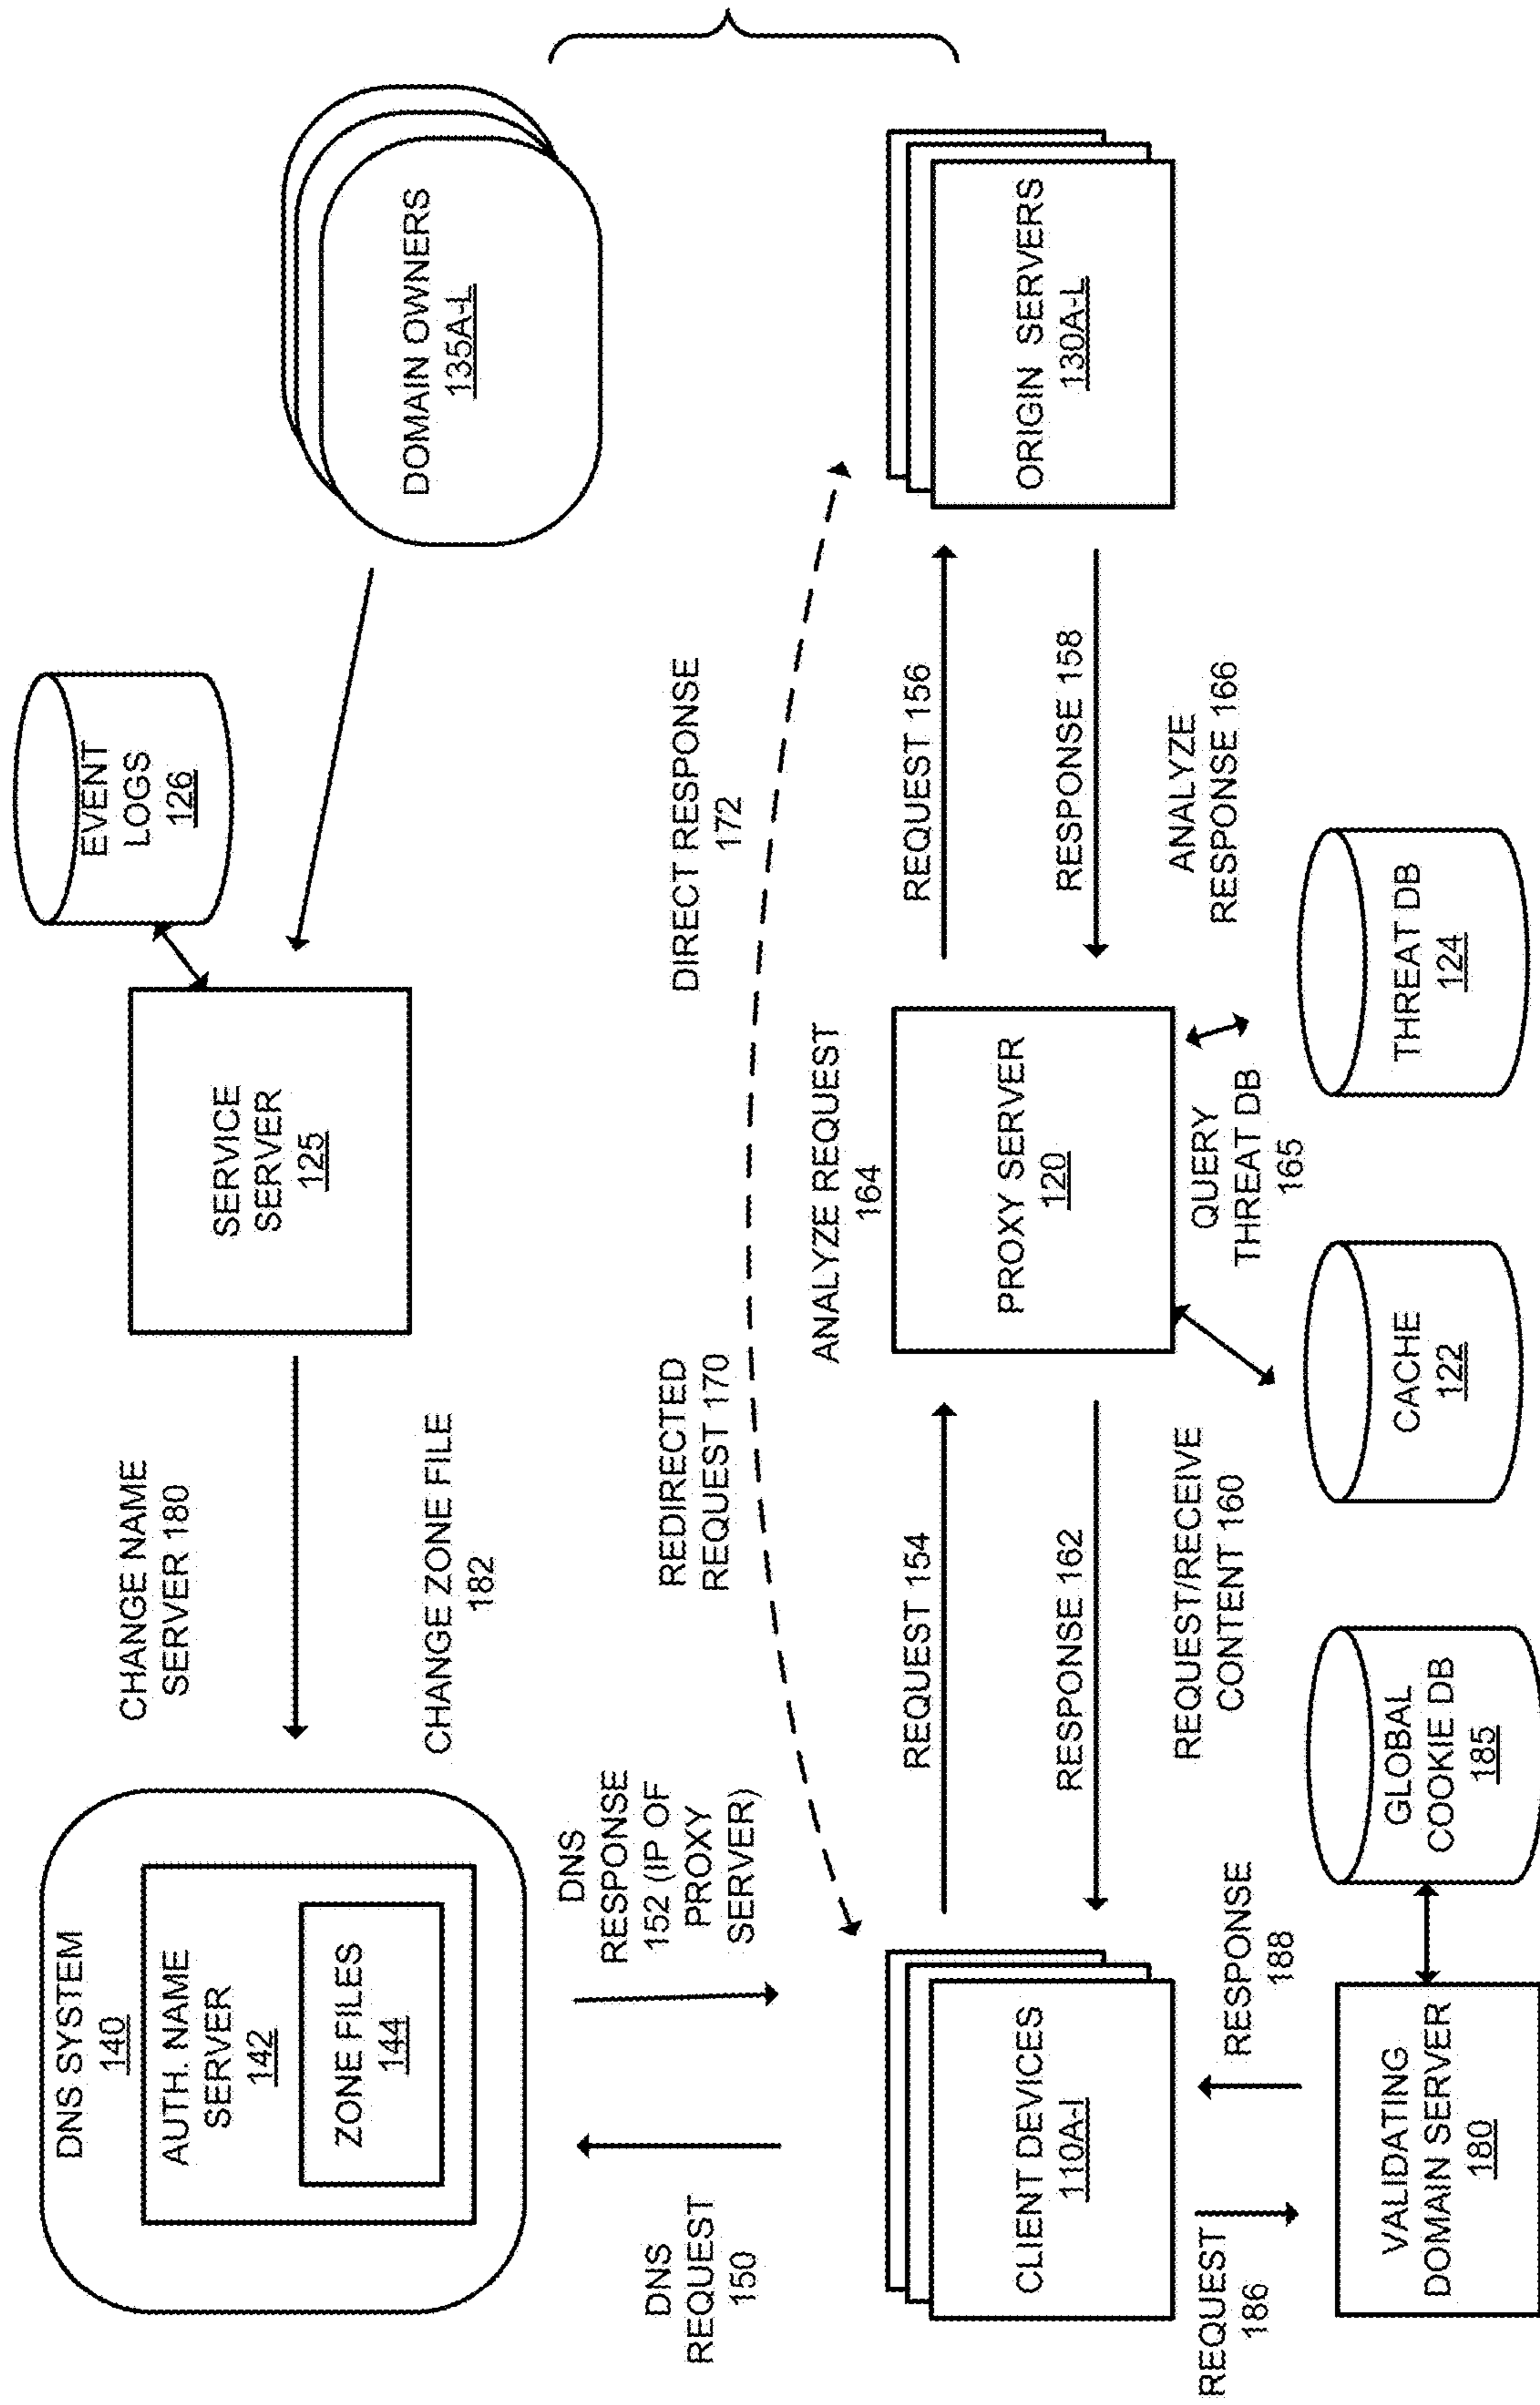 DNS SYSTEM
140
AUTH. NAME
SERVER
142
ZONE FILES
144
CHANGE NAME
SERVER 180
CHANGE ZONE FILE
182
SERVICE
SERVER
125
EVENT
LOGS
126
DOMAIN OWNERS
135A-L
DNS
REQUEST
150
DNS
RESPONSE
152 (IP OF
PROXY
SERVER)
REDIRECTED
REQUEST 170
DIRECT RESPONSE
172
CLIENT DEVICES
110A-I
REQUEST 154
RESPONSE 162
ANALYZE REQUEST
164
PROXY SERVER
120
REQUEST 156
RESPONSE 158
ORIGIN SERVERS
130A-L
REQUEST
186
RESPONSE
188
REQUEST/RECEIVE
CONTENT 160
QUERY
THREAT DB
165
ANALYZE
RESPONSE 166
VALIDATING
DOMAIN SERVER
180
GLOBAL
COOKIE DB
185
CACHE
122
THREAT DB
124